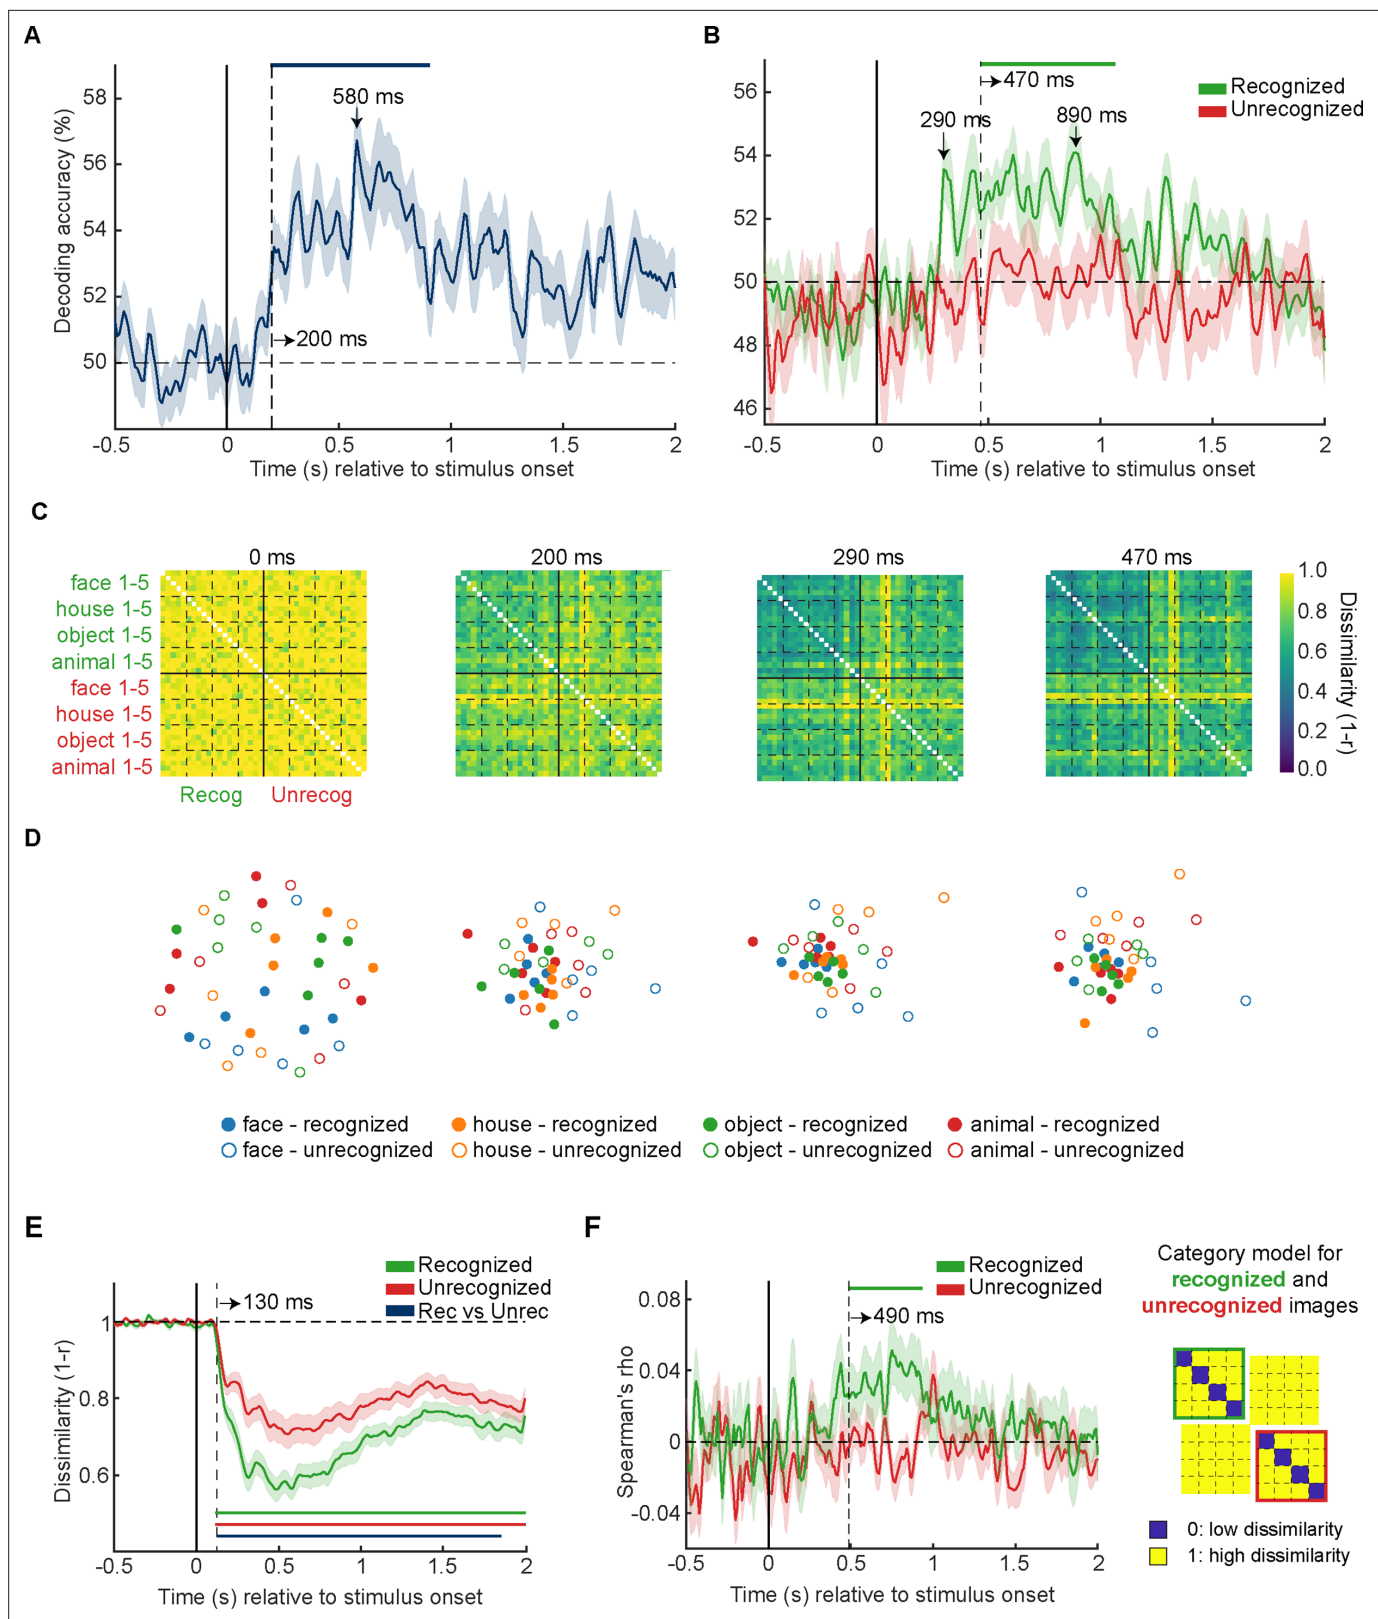 A
58
56
54
52
50
Decoding accuracy (%)
580 ms
200 ms
-0.5
0
0.5
1
1.5
2
Time (s) relative to stimulus onset
B
56
54
52
50
48
46
470 ms
290 ms
890 ms
Recognized
Unrecognized
-0.5
0
0.5
1
1.5
2
Time (s) relative to stimulus onset
C
0 ms
200 ms
290 ms
470 ms
face 1-5
house 1-5
object 1-5
animal 1-5
face 1-5
house 1-5
object 1-5
animal 1-5
Recog
Unrecog
1.0
0.8
0.6
0.4
0.2
0.0
Dissimilarity (1-r)
D
face - recognized
house - recognized
object - recognized
animal - recognized
face - unrecognized
house - unrecognized
object - unrecognized
animal - unrecognized
E
Recognized
Unrecognized
Rec vs Unrec
130 ms
1
0.8
0.6
Dissimilarity (1-r)
-0.5
0
0.5
1
1.5
2
Time (s) relative to stimulus onset
F
Recognized
Unrecognized
490 ms
0.08
0.04
0
-0.04
Spearman's rho
-0.5
0
0.5
1
1.5
2
Time (s) relative to stimulus onset
Category model for
recognized and
unrecognized images
0: low dissimilarity
1: high dissimilarity